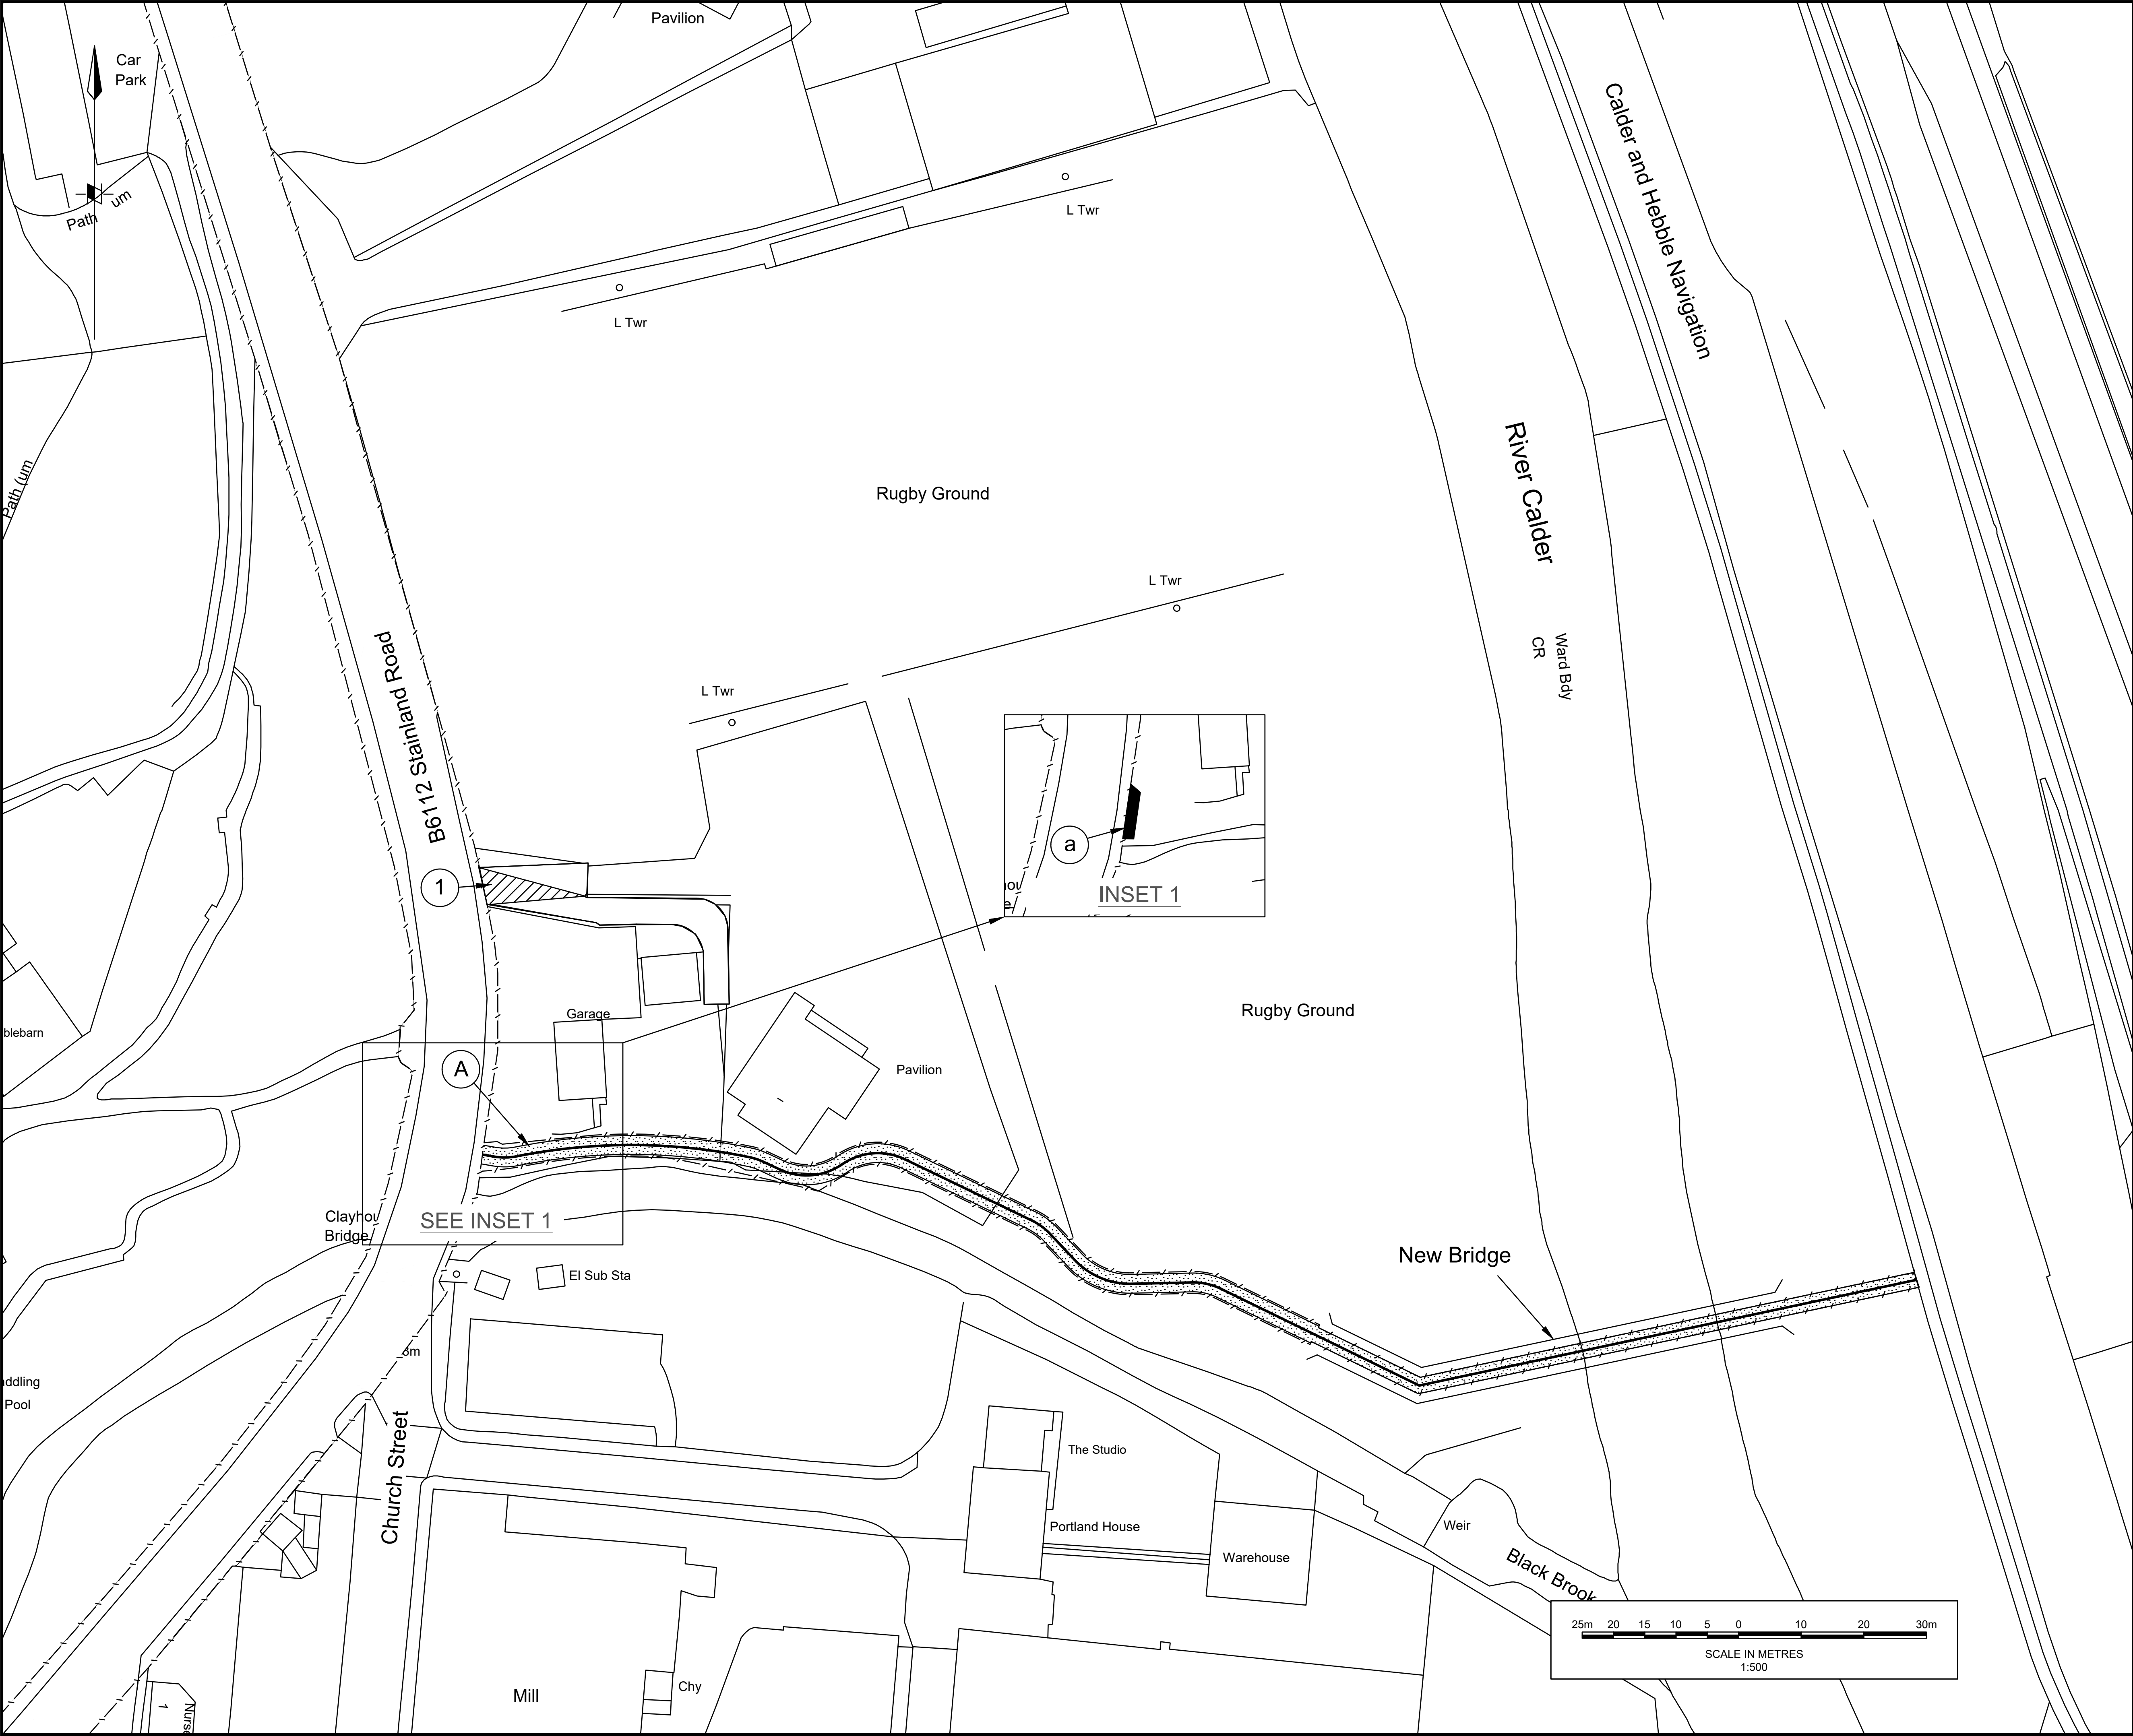 Pavilion
Car
Park
Path
um
L Twr
L Twr
Calder and Hebble Navigation
Path (um
Rugby Ground
River Calder
L Twr
Ward Bdy
CR
B6112 Stainland Road
L Twr
1
a
INSET 1
Garage
Rugby Ground
blebarn
A
Pavilion
Clayhou
Bridge
SEE INSET 1
New Bridge
El Sub Sta
Church Street
The Studio
Pool
Portland House
Weir
Warehouse
Black Brook
25m 20 15 10 5 0 10 20 30m
SCALE IN METRES
1:500
Mill
Chy
1
Nurse